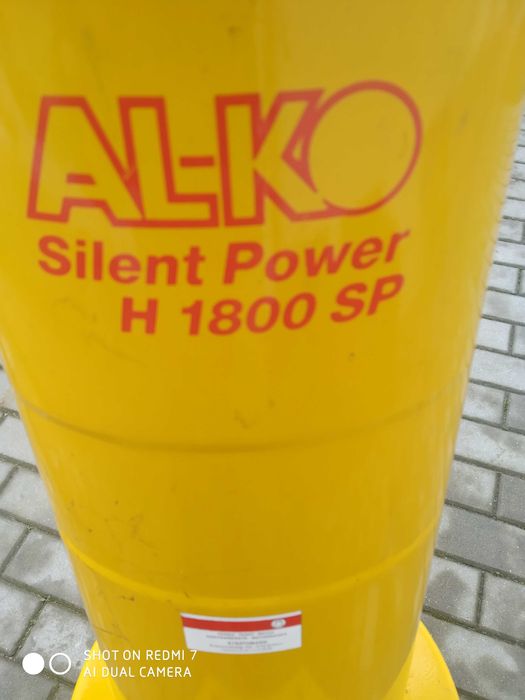 AL-KO
Silent Power
H 1800 SP
SHOT ON REDMI 7
AI DUAL CAMERA